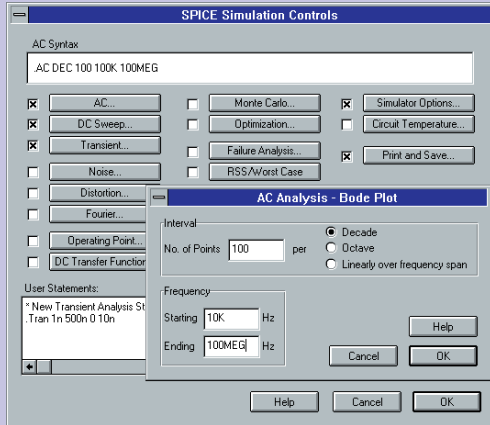 SPICE Simulation Controls
AC Syntax
.AC DEC 100 100K 100MEG
AC...
Monte Carlo...
Simulator Options...
DC Sweep...
Optimization...
Circuit Temperature...
Transient...
Failure Analysis...
Print and Save...
Noise...
RSS/Worst Case
Distortion...
Fourier...
Operating Point...
DC Transfer Function
User Statements:
* New Transient Analysis St
.Tran 1n 500n 0 10n
AC Analysis - Bode Plot
Interval
No. of Points 100 per
Decade
Octave
Linearly over frequency span
Frequency
Starting 10K Hz
Ending 100MEG Hz
Help
Cancel OK
Help Cancel OK